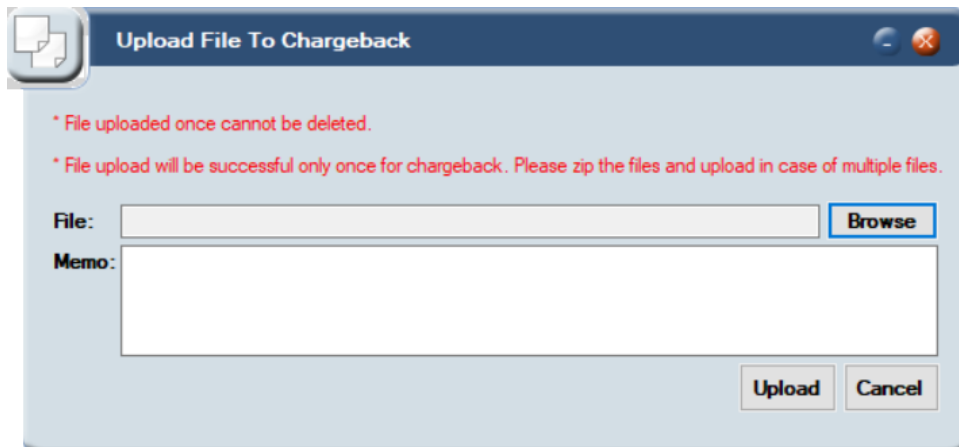 Upload File To Chargeback
* File uploaded once cannot be deleted.
* File upload will be successful only once for chargeback. Please zip the files and upload in case of multiple files.
File: Browse
Memo:
Upload Cancel